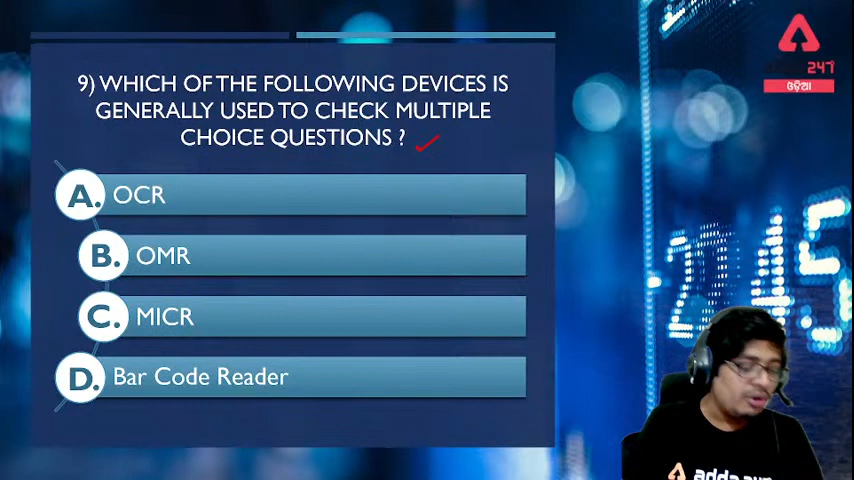 9) WHICH OF THE FOLLOWING DEVICES IS
GENERALLY USED TO CHECK MULTIPLE
CHOICE QUESTIONS ?
A. OCR
B. OMR
C. MICR
D. Bar Code Reader
247
ଓଡ଼ିଆ